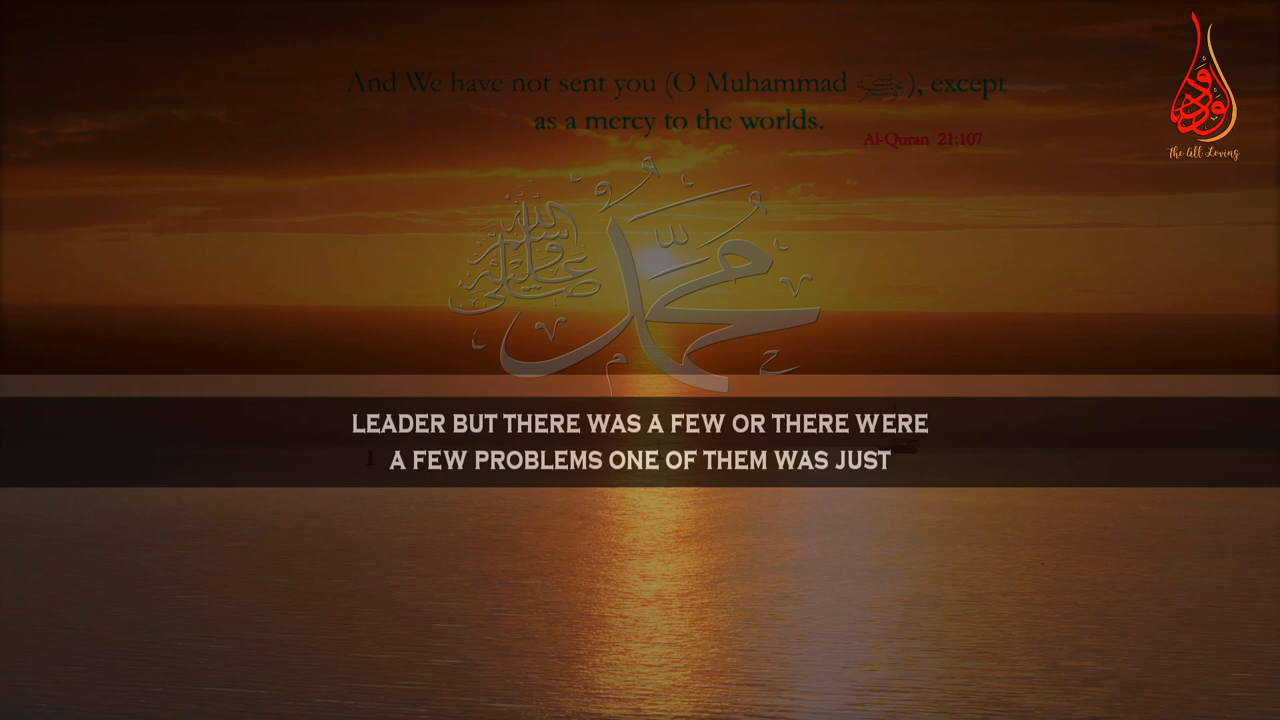 And We have not sent you (O Muhammad ﷺ), except
as a mercy to the worlds.
Al-Quran 21:107
ودود
The All Loving
محمد صلى الله عليه وسلم
LEADER BUT THERE WAS A FEW OR THERE WERE
A FEW PROBLEMS ONE OF THEM WAS JUST